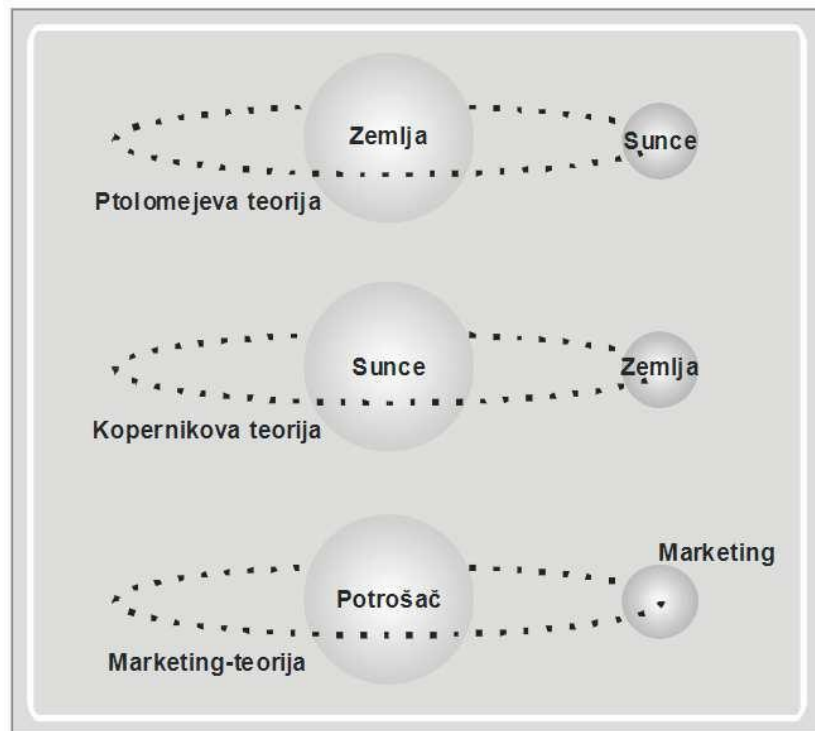 Zemlja
Sunce
Ptolomejeva teorija
Sunce
Zemlja
Kopernikova teorija
Marketing
Potrošač
Marketing-teorija